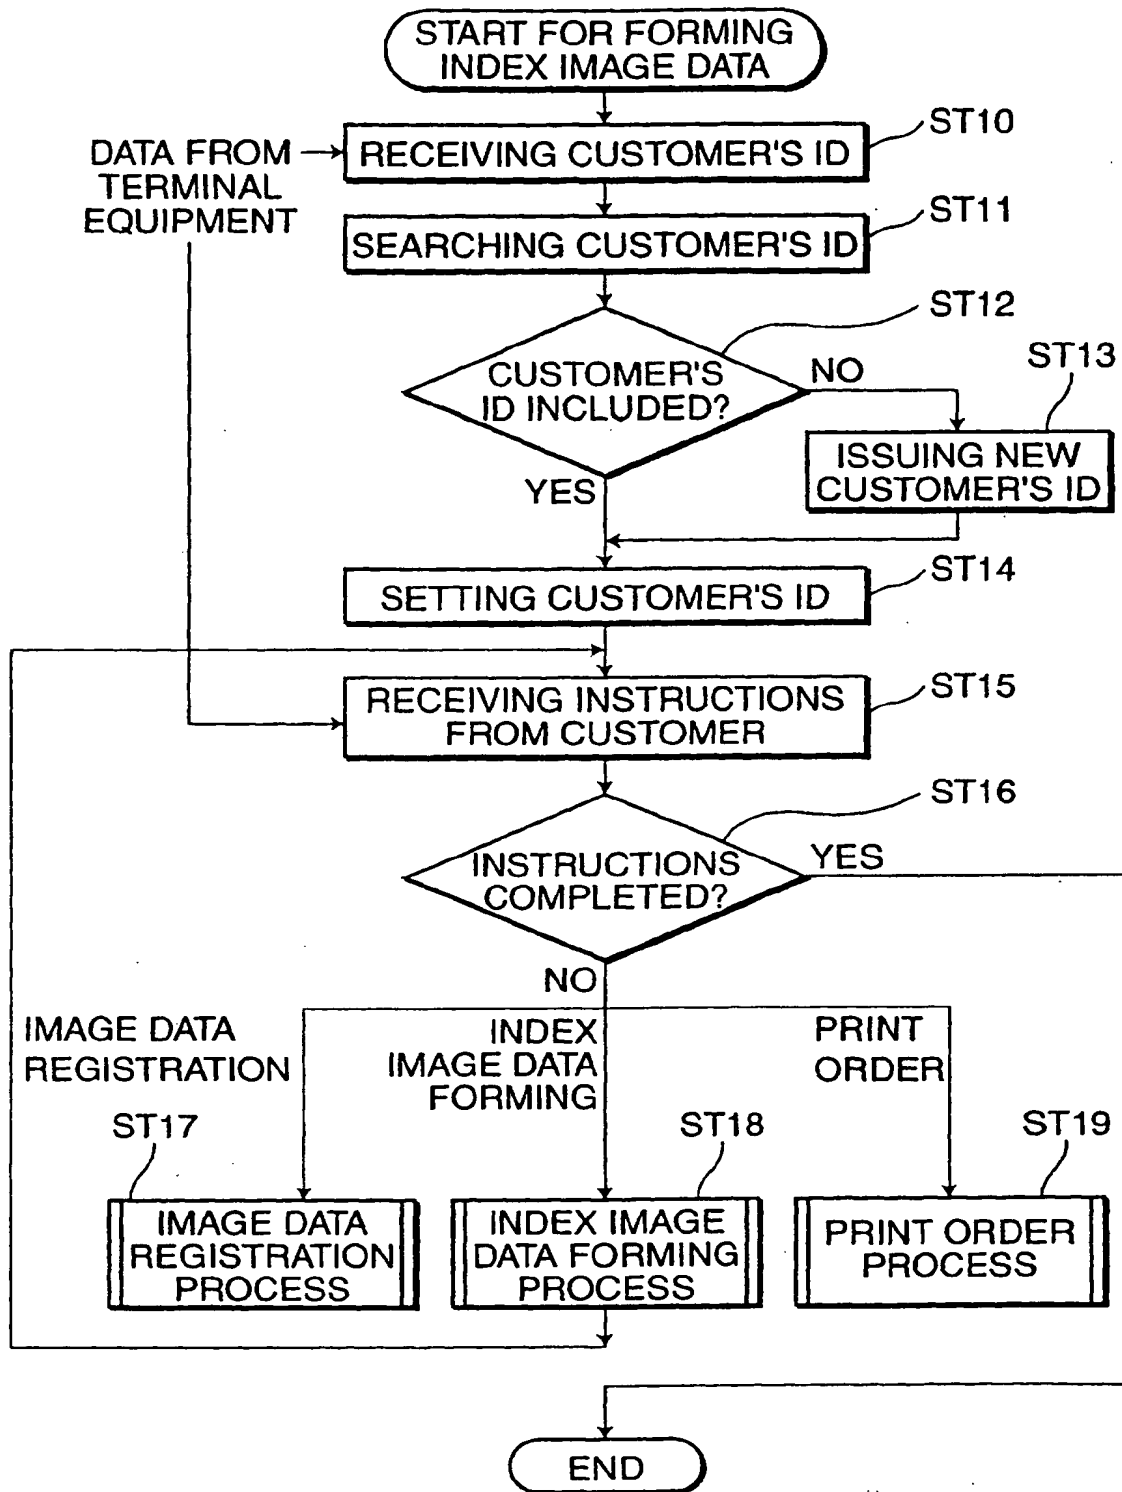 START FOR FORMING
INDEX IMAGE DATA
ST10
DATA FROM
TERMINAL
EQUIPMENT
RECEIVING CUSTOMER'S ID
ST11
SEARCHING CUSTOMER'S ID
ST12
CUSTOMER'S
ID INCLUDED?
NO
ST13
ISSUING NEW
CUSTOMER'S ID
YES
ST14
SETTING CUSTOMER'S ID
ST15
RECEIVING INSTRUCTIONS
FROM CUSTOMER
ST16
INSTRUCTIONS
COMPLETED?
YES
NO
IMAGE DATA
REGISTRATION
INDEX
IMAGE DATA
FORMING
PRINT
ORDER
ST17
ST18
ST19
IMAGE DATA
REGISTRATION
PROCESS
INDEX IMAGE
DATA FORMING
PROCESS
PRINT ORDER
PROCESS
END